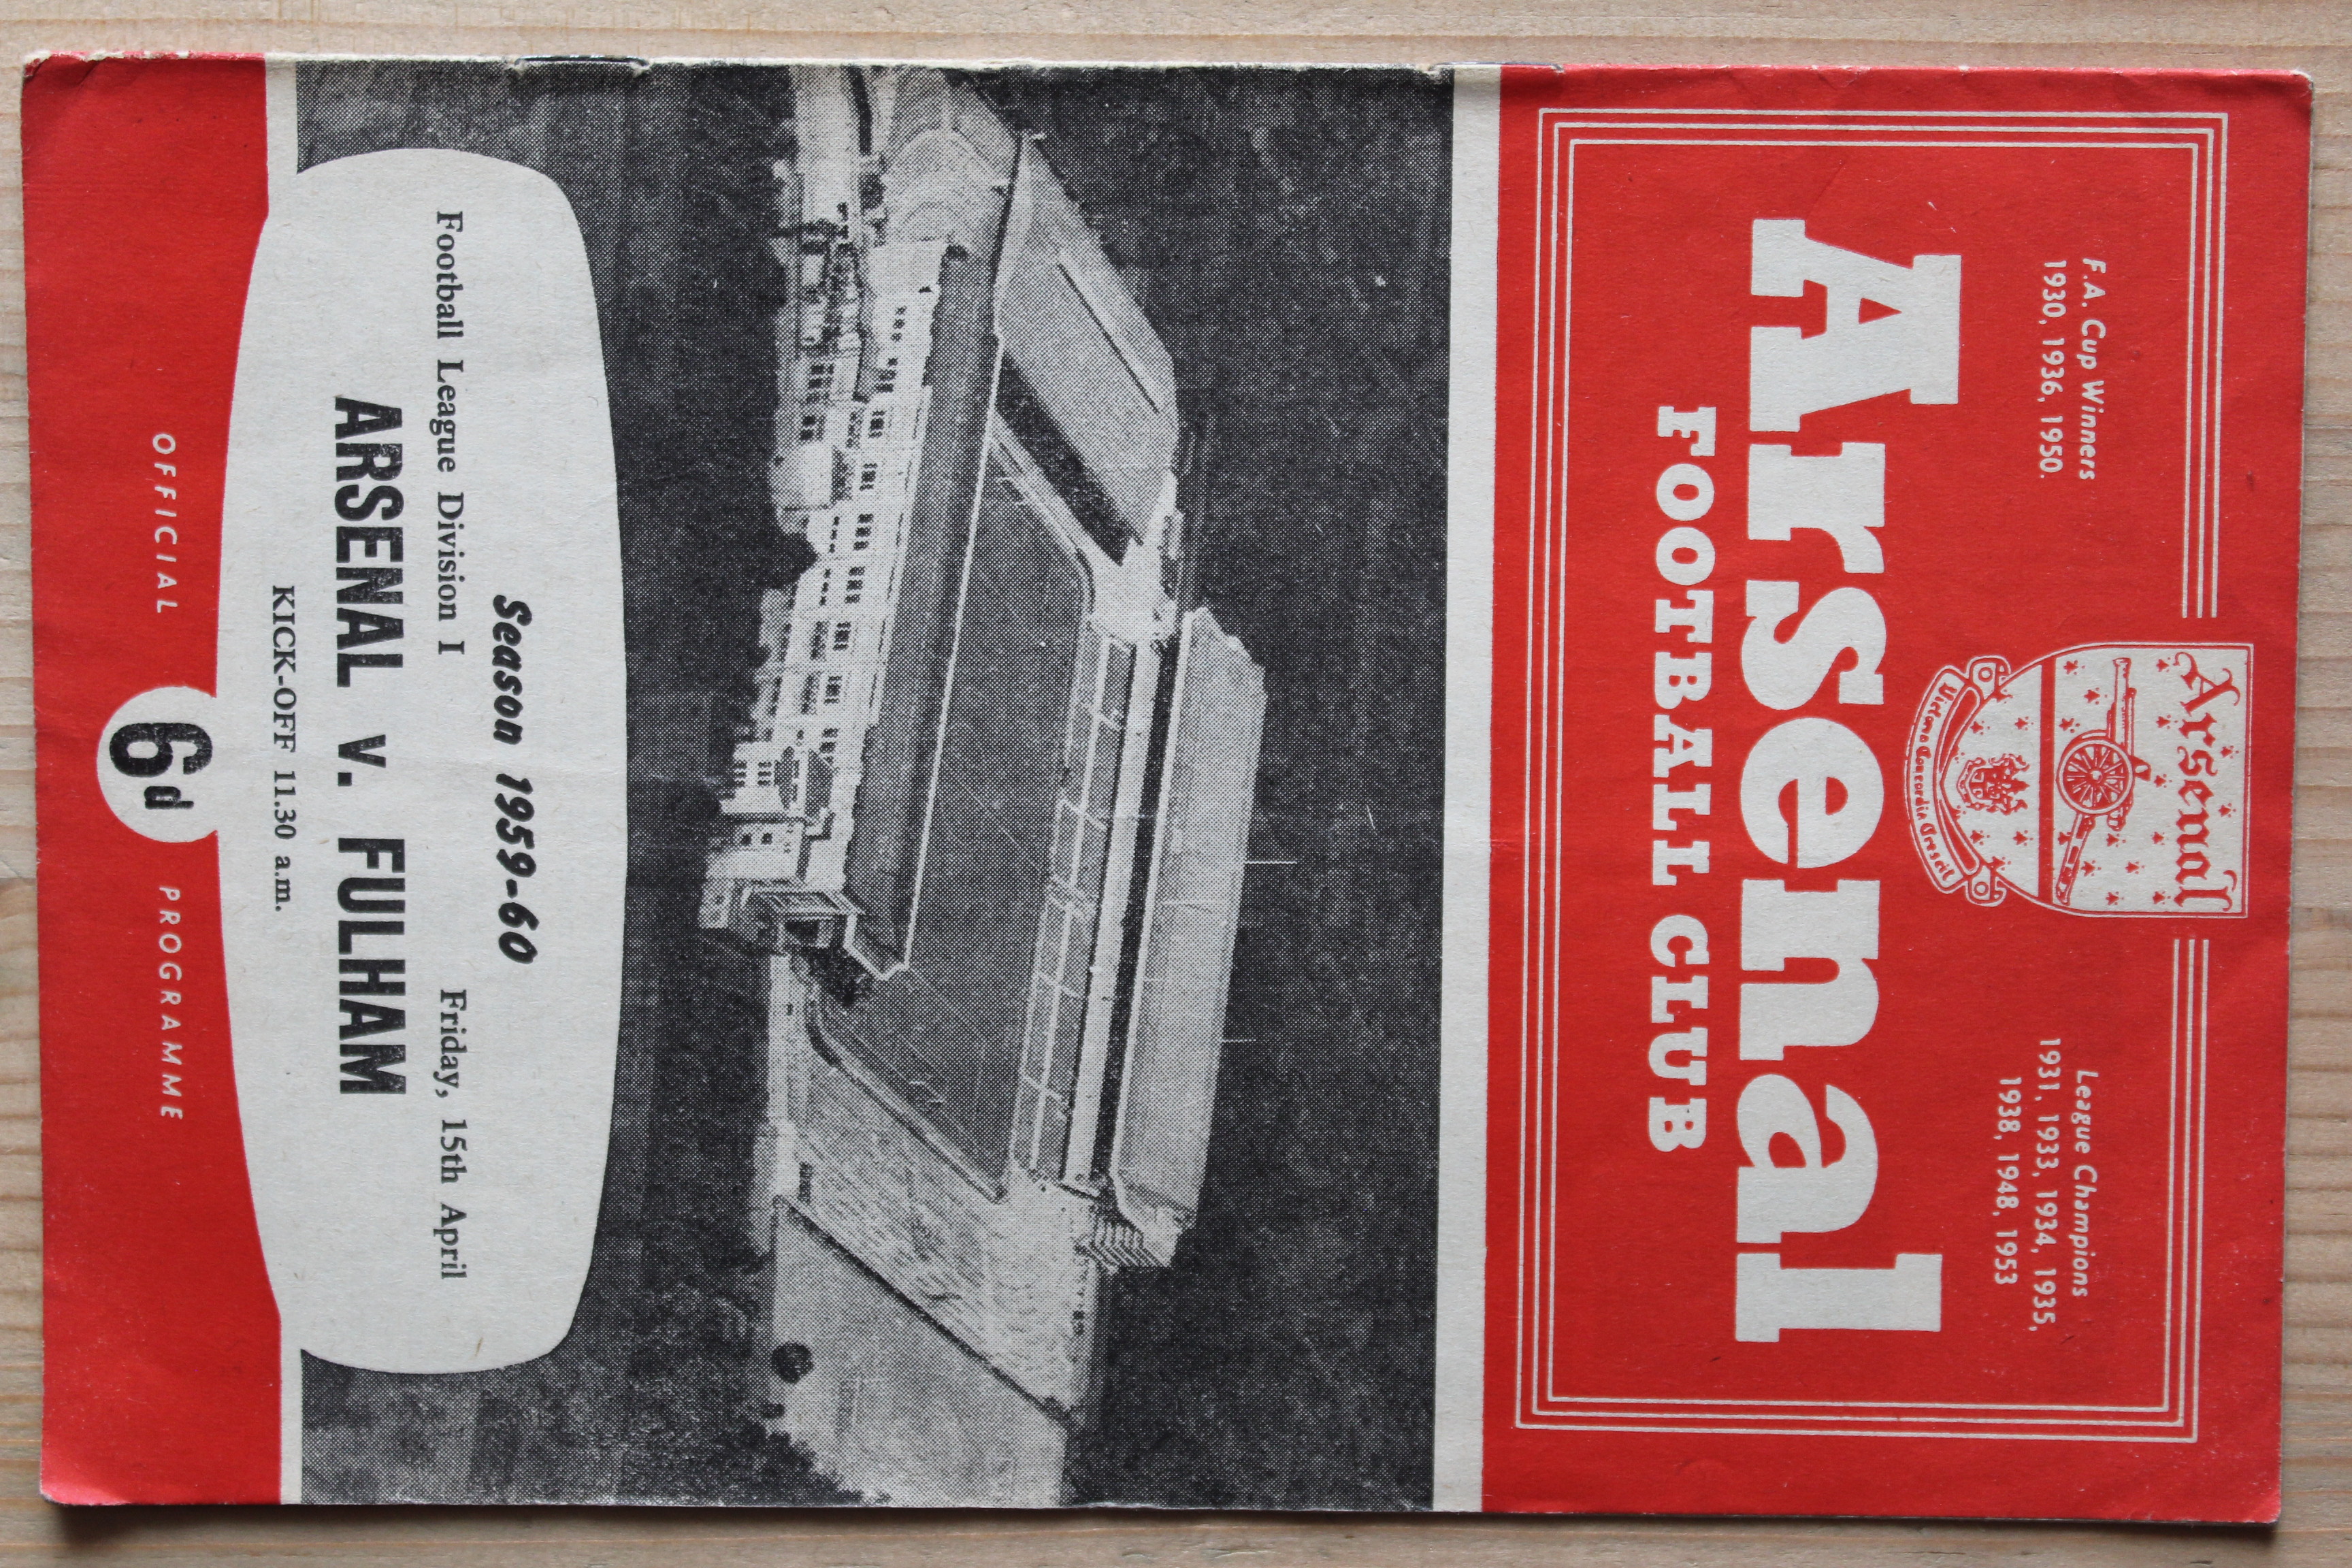 Arsenal
Victoria Concordia Crescit
F.A. Cup Winners
1930, 1936, 1950.
League Champions
1931, 1933, 1934, 1935,
1938, 1948, 1953
Arsenal
FOOTBALL CLUB
Season 1959-60
Football League Division I Friday, 15th April
ARSENAL v. FULHAM
KICK-OFF 11.30 a.m.
OFFICIAL 6d PROGRAMME